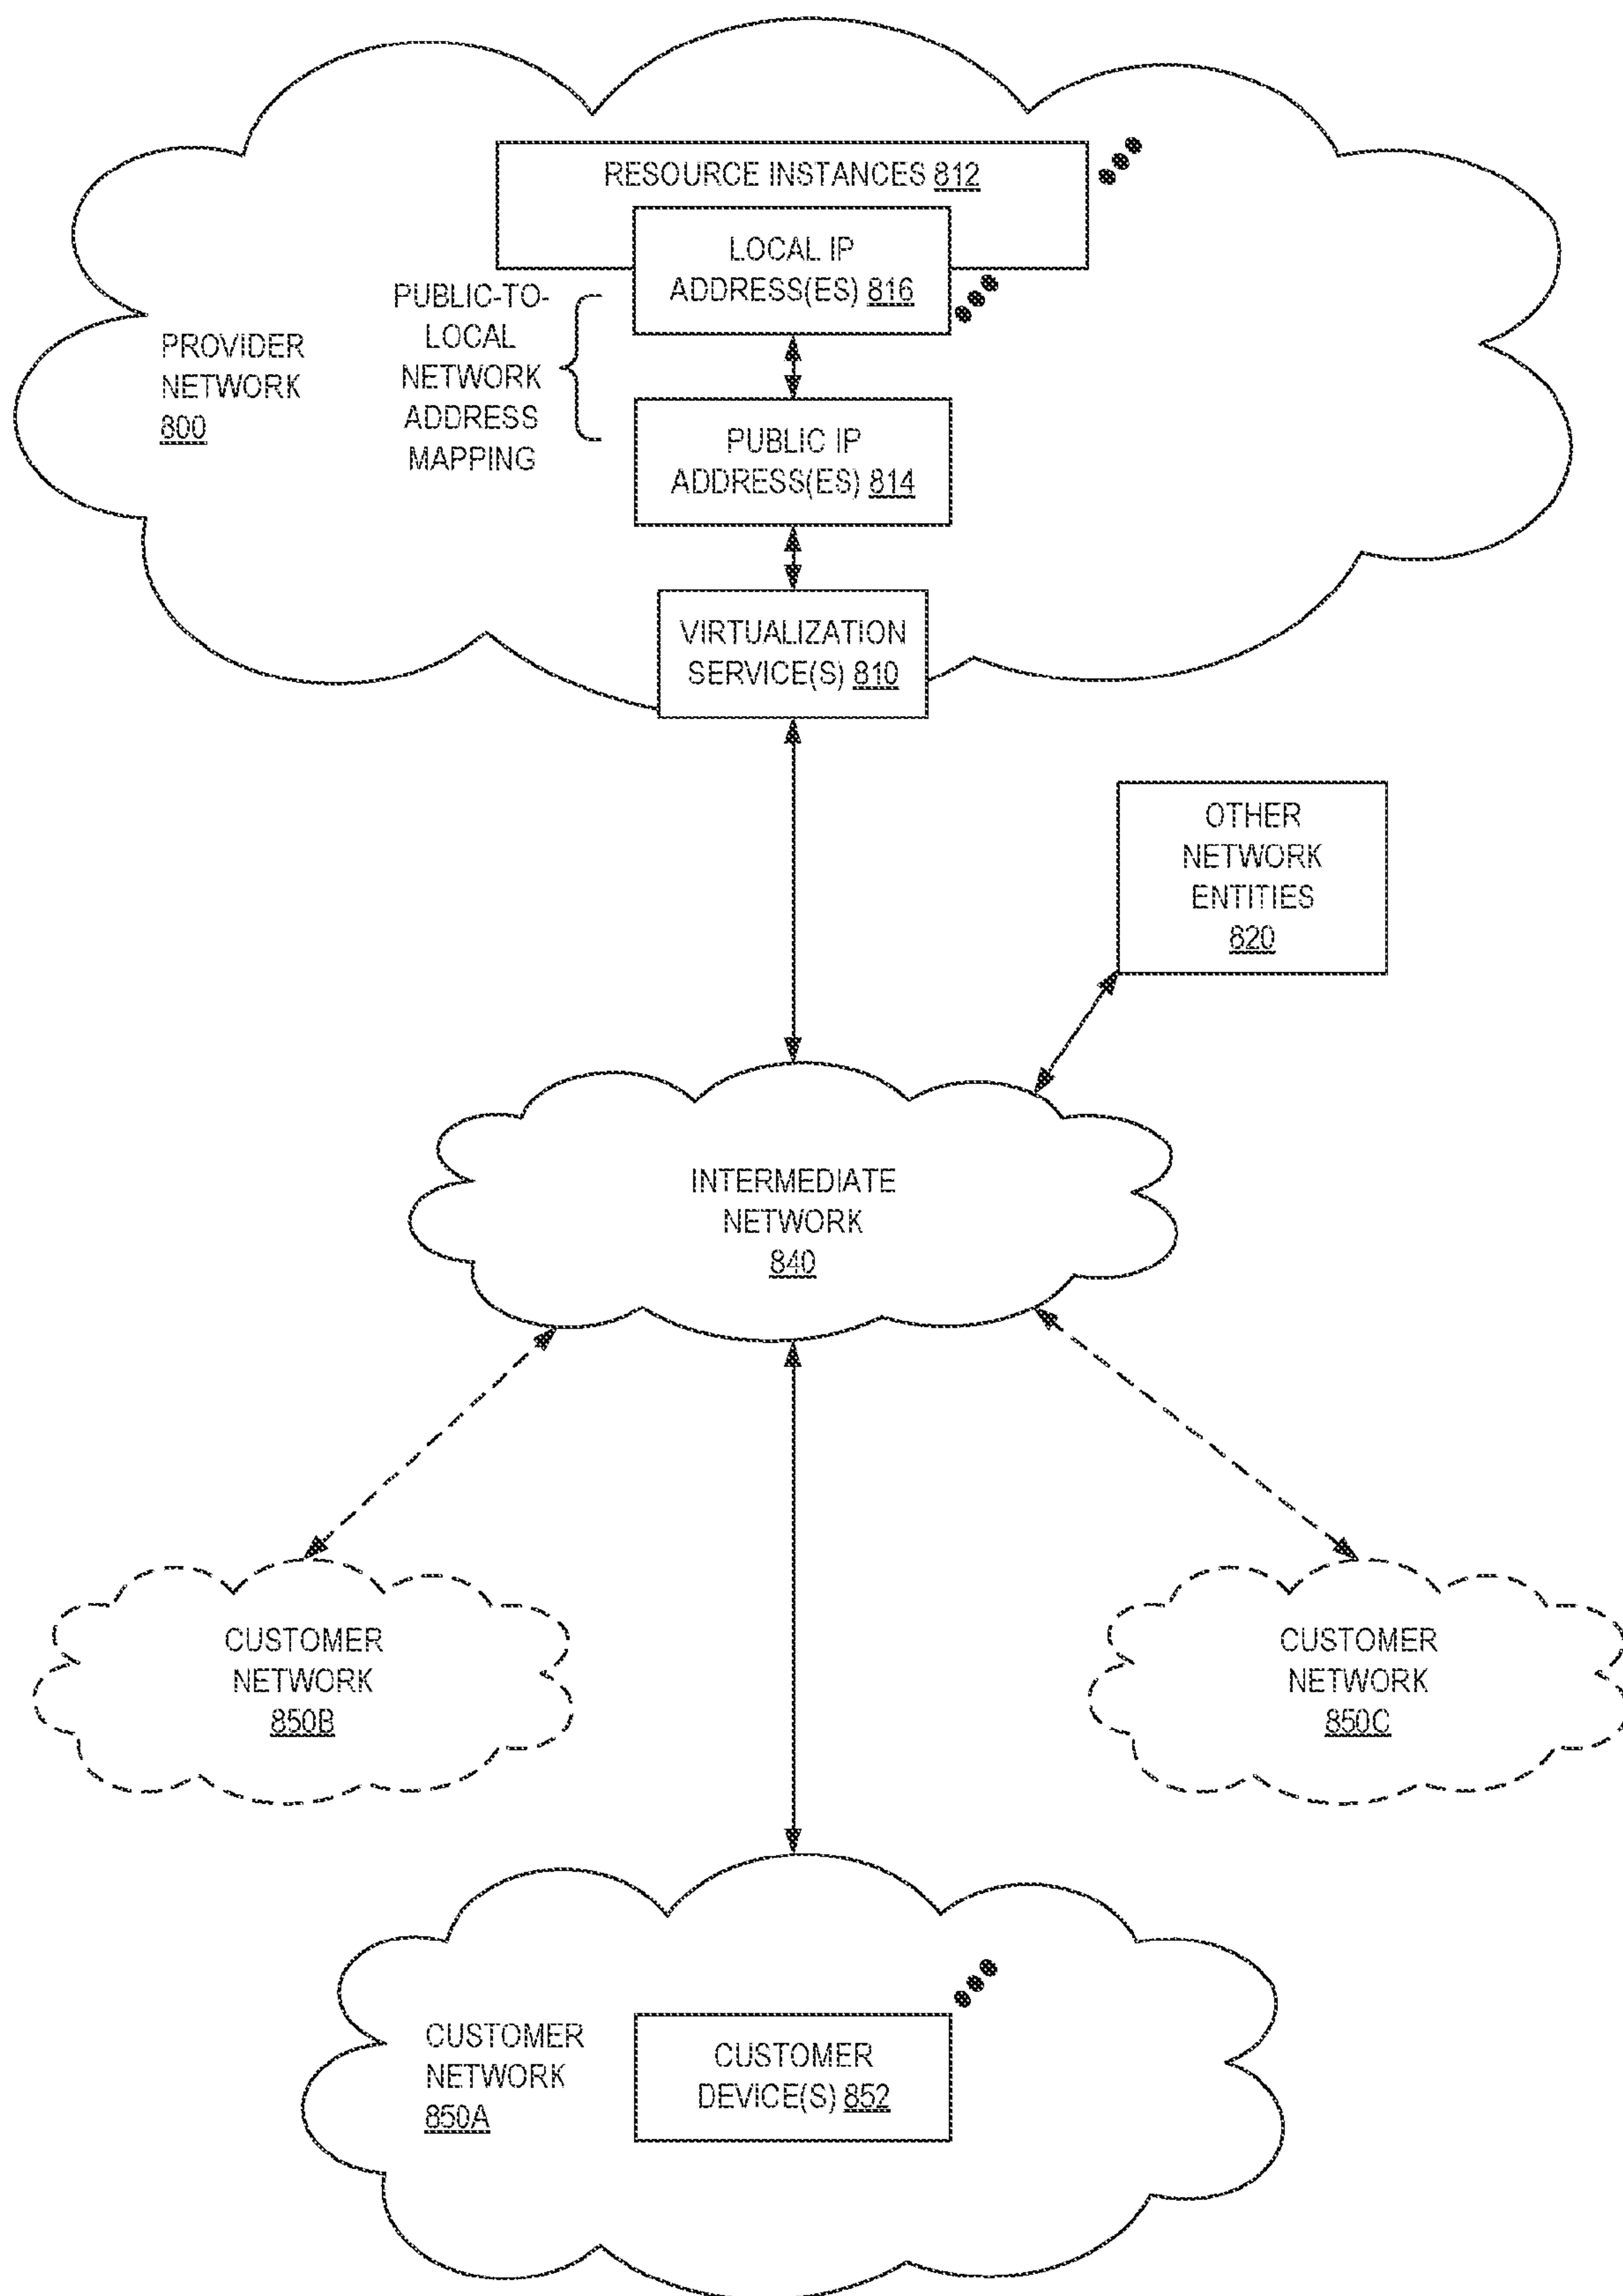 RESOURCE INSTANCES 812
LOCAL IP
ADDRESS(ES) 816
PUBLIC-TO-
LOCAL
NETWORK
ADDRESS
MAPPING
PROVIDER
NETWORK
800
PUBLIC IP
ADDRESS(ES) 814
VIRTUALIZATION
SERVICE(S) 810
OTHER
NETWORK
ENTITIES
820
INTERMEDIATE
NETWORK
840
CUSTOMER
NETWORK
850B
CUSTOMER
NETWORK
850C
CUSTOMER
NETWORK
850A
CUSTOMER
DEVICE(S) 852